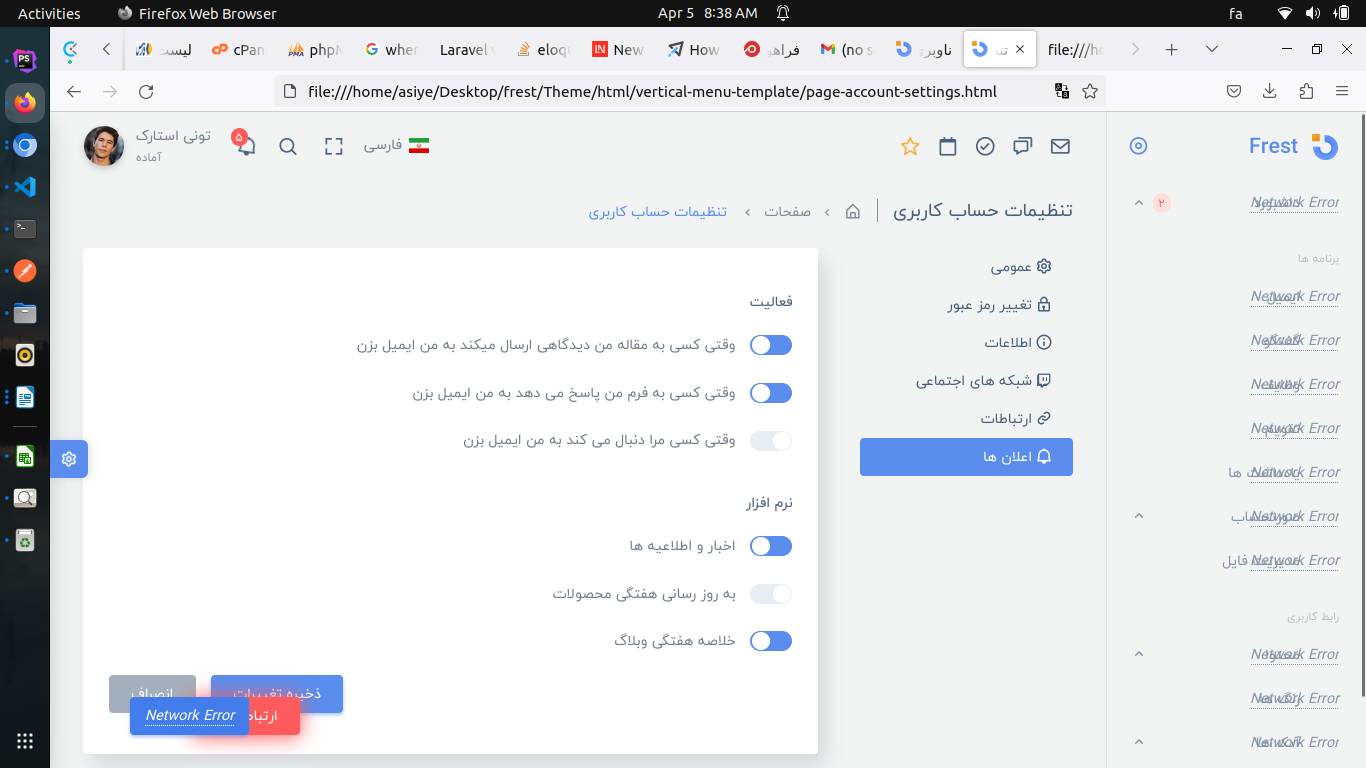 Activities
Firefox Web Browser
Apr 5 8:38 AM
fa
لیست
cPan
phpM
when
Laravel v
eloqu
New
How
فراهو
(no s
ناوبری
تنظ
file:///ho
file:///home/asiye/Desktop/frest/Theme/html/vertical-menu-template/page-account-settings.html
Frest
فارسی
۵
تونی استارک
آماده
تنظیمات حساب کاربری
صفحات
تنظیمات حساب کاربری
Network Error
۲
برنامه ها
Network Error
Network Error
Network Error
Network Error
Network Error
Network Error
Network Error
رابط کاربری
Network Error
Network Error
Network Error
عمومی
تغییر رمز عبور
اطلاعات
شبکه های اجتماعی
ارتباطات
اعلان ها
فعالیت
وقتی کسی به مقاله من دیدگاهی ارسال میکند به من ایمیل بزن
وقتی کسی به فرم من پاسخ می دهد به من ایمیل بزن
وقتی کسی مرا دنبال می کند به من ایمیل بزن
نرم افزار
اخبار و اطلاعیه ها
به روز رسانی هفتگی محصولات
خلاصه هفتگی وبلاگ
ذخیره تغییرات
انصراف
Network Error